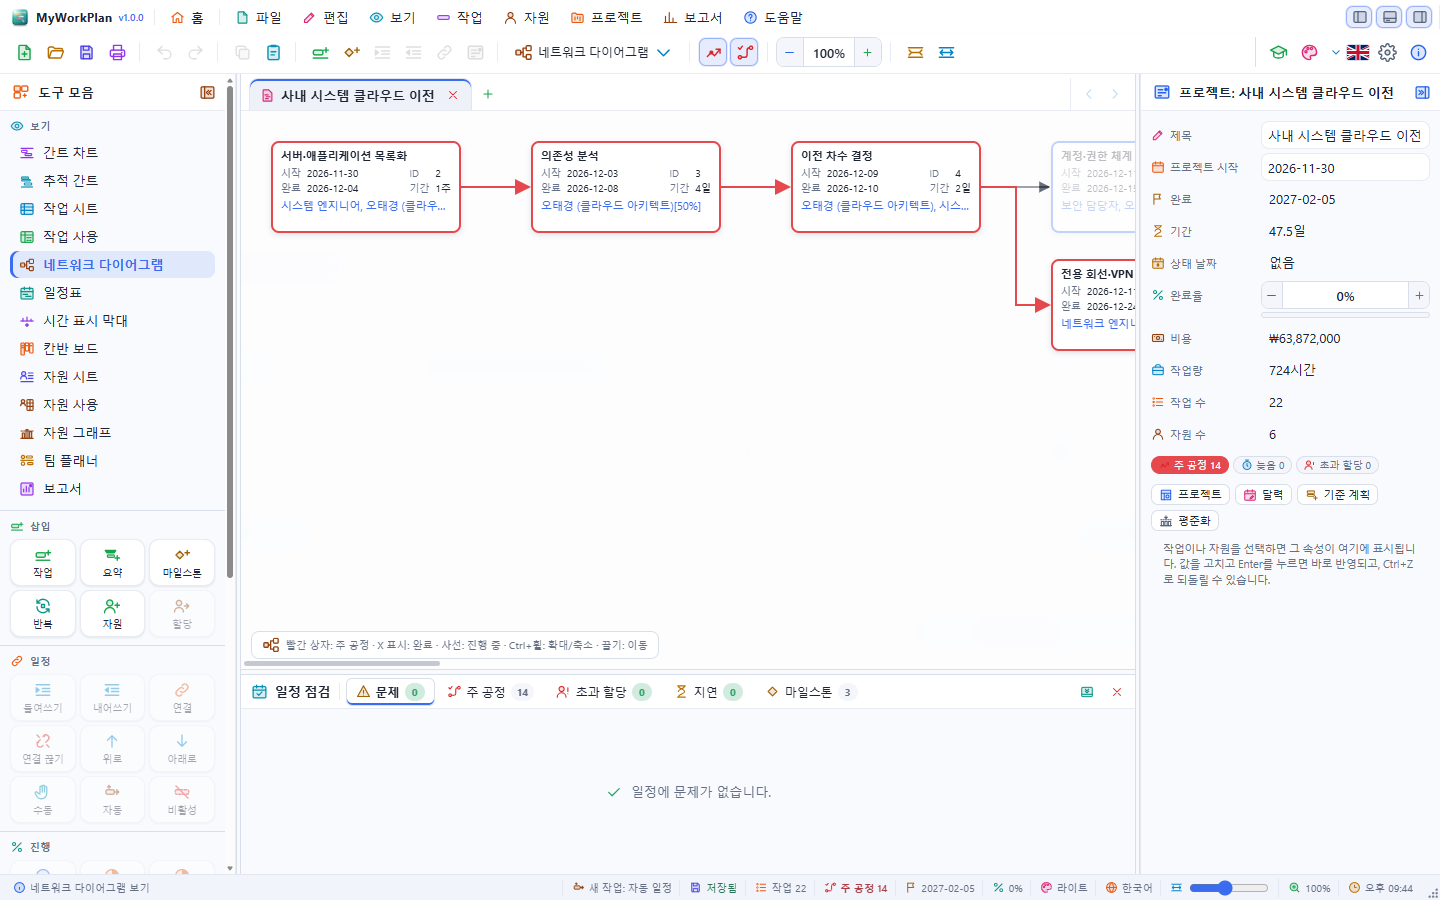 MyWorkPlan v1.0.0 홈 파일 편집 보기 작업 자원 프로젝트 보고서 도움말
네트워크 다이어그램 100%
도구 모음
보기
간트 차트
추적 간트
작업 시트
작업 사용
네트워크 다이어그램
일정표
시간 표시 막대
칸반 보드
자원 시트
자원 사용
자원 그래프
팀 플래너
보고서
삽입
작업 요약 마일스톤
반복 자원 할당
일정
들여쓰기 내어쓰기 연결
연결 끊기 위로 아래로
수동 자동 비활성
진행
사내 시스템 클라우드 이전
서버·애플리케이션 목록화
시작 2026-11-30 ID 2
완료 2026-12-04 기간 1주
시스템 엔지니어, 오태경 (클라우...
의존성 분석
시작 2026-12-03 ID 3
완료 2026-12-08 기간 4일
오태경 (클라우드 아키텍트)[50%]
이전 차수 결정
시작 2026-12-09 ID 4
완료 2026-12-10 기간 2일
오태경 (클라우드 아키텍트), 시스...
계정·권한 체계
시작 2026-12-11
완료 2026-12-15
보안 담당자, 오
전용 회선·VPN
시작 2026-12-11
완료 2026-12-24
네트워크 엔지니
빨간 상자: 주 공정 · X 표시: 완료 · 사선: 진행 중 · Ctrl+휠: 확대/축소 · 끌기: 이동
일정 점검 문제 0 주 공정 14 초과 할당 0 지연 0 마일스톤 3
일정에 문제가 없습니다.
프로젝트: 사내 시스템 클라우드 이전
제목 사내 시스템 클라우드 이전
프로젝트 시작 2026-11-30
완료 2027-02-05
기간 47.5일
상태 날짜 없음
완료율 0%
비용 ₩63,872,000
작업량 724시간
작업 수 22
자원 수 6
주 공정 14 늦음 0 초과 할당 0
프로젝트 달력 기준 계획
평준화
작업이나 자원을 선택하면 그 속성이 여기에 표시됩니
다. 값을 고치고 Enter를 누르면 바로 반영되고, Ctrl+Z
로 되돌릴 수 있습니다.
네트워크 다이어그램 보기 새 작업: 자동 일정 저장됨 작업 22 주 공정 14 2027-02-05 0% 라이트 한국어 100% 오후 09:44